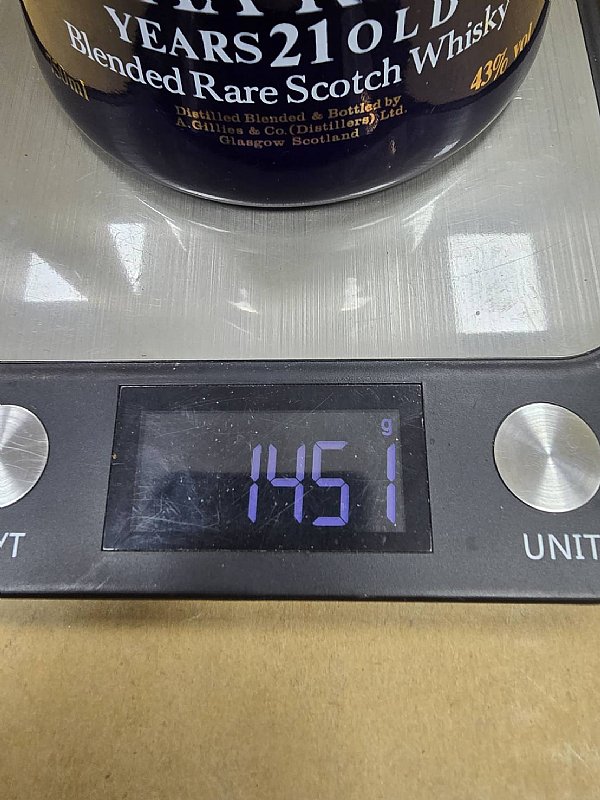 YEARS 21 OLD
Blended Rare Scotch Whisky
43% vol
Distilled Blended & Bottled by
A. Gillies & Co. (Distillers) Ltd.
Glasgow Scotland
g
1451
UNIT